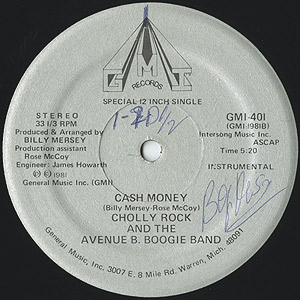 GMI
RECORDS
SPECIAL 12 INCH SINGLE
STEREO
33 1/3 RPM
Produced & Arranged by
BILLY MERSEY
Production assistant
Rose McCoy
Engineer: James Howarth
℗ ©1981
General Music Inc. (GMI)
GMI-401
(GMI-1981B)
Intersong Music Inc.
ASCAP
Time 5:20
INSTRUMENTAL
CASH MONEY
(Billy Mersey-Rose McCoy)
CHOLLY ROCK
AND THE
AVENUE B. BOOGIE BAND
General Music, Inc. 3007 E. 8 Mile Rd. Warren, Mich. 48091